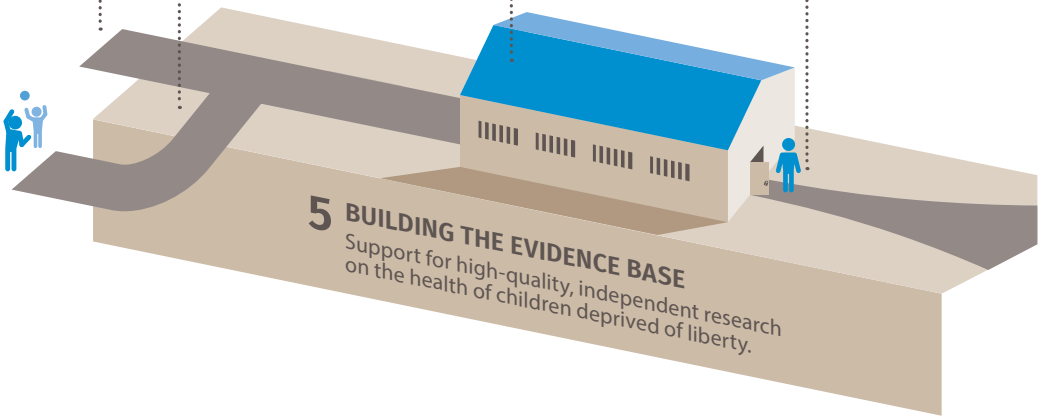 5 BUILDING THE EVIDENCE BASE
Support for high-quality, independent research
on the health of children deprived of liberty.